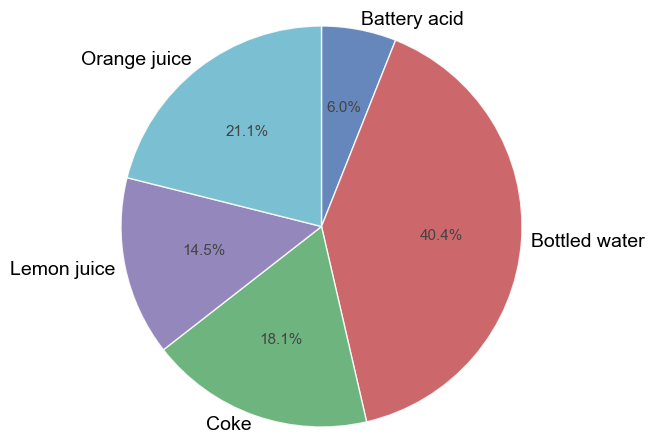 Battery acid
6.0%
Orange juice
21.1%
Bottled water
40.4%
Lemon juice
14.5%
Coke
18.1%